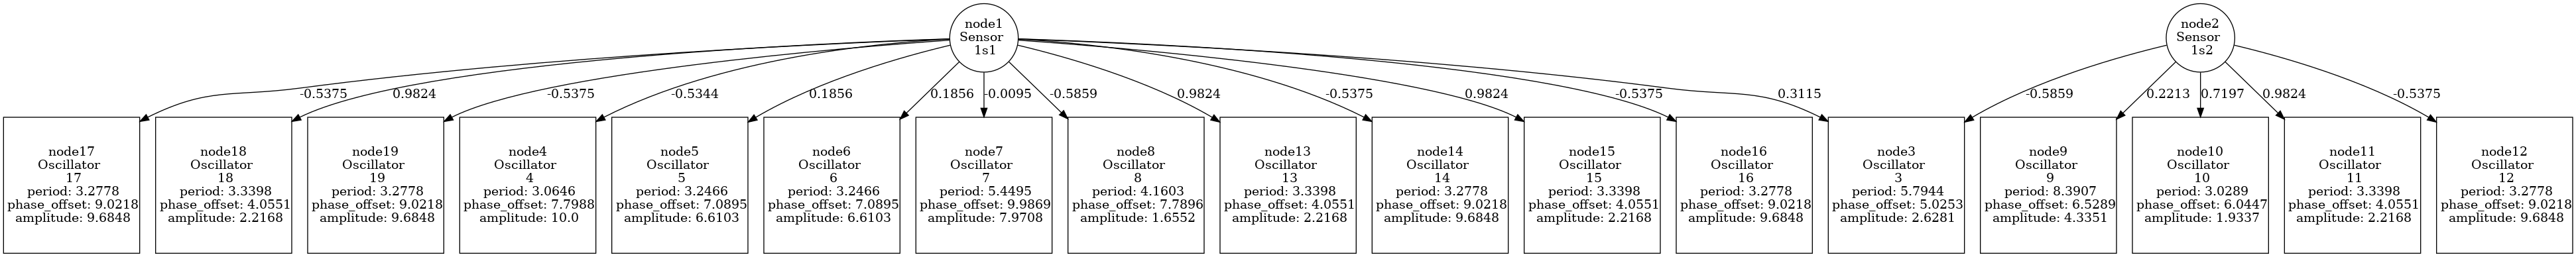 node1
Sensor
1s1
node2
Sensor
1s2
-0.5375
0.9824
-0.5375
-0.5344
0.1856
0.1856
-0.0095
-0.5859
0.9824
-0.5375
0.9824
-0.5375
0.3115
-0.5859
0.2213
0.7197
0.9824
-0.5375
node17
Oscillator
17
period: 3.2778
phase_offset: 9.0218
amplitude: 9.6848
node18
Oscillator
18
period: 3.3398
phase_offset: 4.0551
amplitude: 2.2168
node19
Oscillator
19
period: 3.2778
phase_offset: 9.0218
amplitude: 9.6848
node4
Oscillator
4
period: 3.0646
phase_offset: 7.7988
amplitude: 10.0
node5
Oscillator
5
period: 3.2466
phase_offset: 7.0895
amplitude: 6.6103
node6
Oscillator
6
period: 3.2466
phase_offset: 7.0895
amplitude: 6.6103
node7
Oscillator
7
period: 5.4495
phase_offset: 9.9869
amplitude: 7.9708
node8
Oscillator
8
period: 4.1603
phase_offset: 7.7896
amplitude: 1.6552
node13
Oscillator
13
period: 3.3398
phase_offset: 4.0551
amplitude: 2.2168
node14
Oscillator
14
period: 3.2778
phase_offset: 9.0218
amplitude: 9.6848
node15
Oscillator
15
period: 3.3398
phase_offset: 4.0551
amplitude: 2.2168
node16
Oscillator
16
period: 3.2778
phase_offset: 9.0218
amplitude: 9.6848
node3
Oscillator
3
period: 5.7944
phase_offset: 5.0253
amplitude: 2.6281
node9
Oscillator
9
period: 8.3907
phase_offset: 6.5289
amplitude: 4.3351
node10
Oscillator
10
period: 3.0289
phase_offset: 6.0447
amplitude: 1.9337
node11
Oscillator
11
period: 3.3398
phase_offset: 4.0551
amplitude: 2.2168
node12
Oscillator
12
period: 3.2778
phase_offset: 9.0218
amplitude: 9.6848